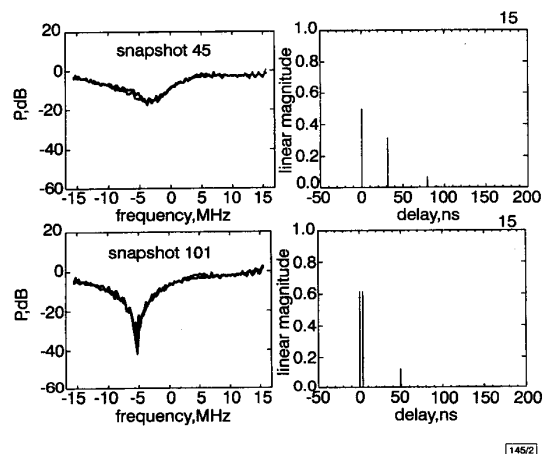 15
20
0
-20
-40
-60
P,dB
snapshot 45
-15 -10 -5 0 5 10 15
frequency,MHz
1.0
0.8
0.6
0.4
0.2
0.0
linear magnitude
-50 0 50 100 150 200
delay,ns
15
20
0
-20
-40
-60
P,dB
snapshot 101
-15 -10 -5 0 5 10 15
frequency,MHz
1.0
0.8
0.6
0.4
0.2
0.0
linear magnitude
-50 0 50 100 150 200
delay,ns
145/2